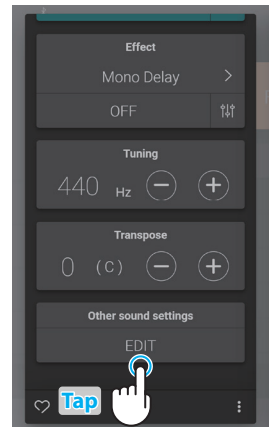 Effect
Mono Delay >
OFF
Tuning
440 Hz − +
Transpose
0 (C) − +
Other sound settings
EDIT
Tap